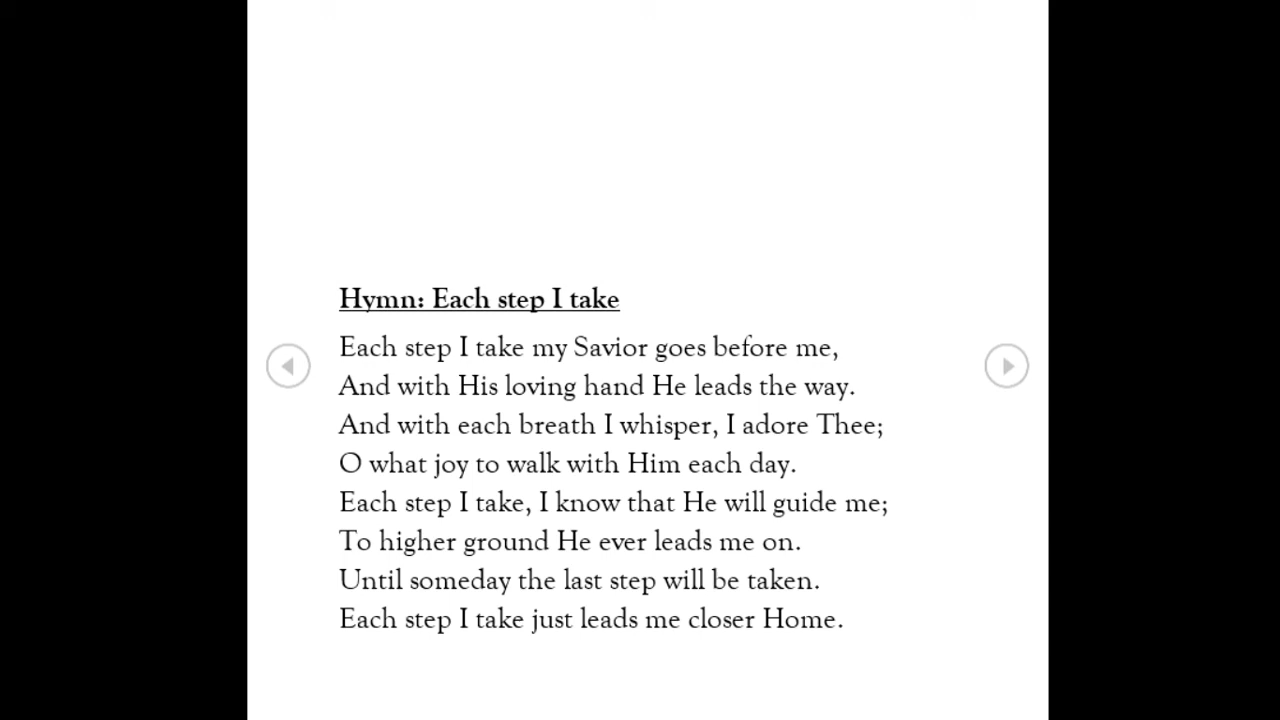 Hymn: Each step I take
Each step I take my Savior goes before me,
And with His loving hand He leads the way.
And with each breath I whisper, I adore Thee;
O what joy to walk with Him each day.
Each step I take, I know that He will guide me;
To higher ground He ever leads me on.
Until someday the last step will be taken.
Each step I take just leads me closer Home.